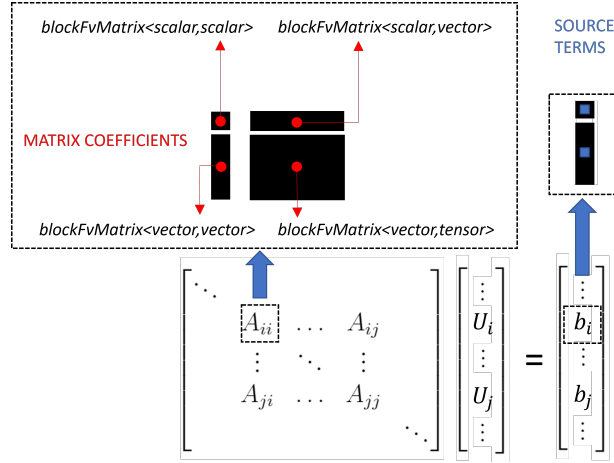 blockFvMatrix<scalar,scalar>
blockFvMatrix<scalar,vector>
SOURCE
TERMS
MATRIX COEFFICIENTS
blockFvMatrix<vector,vector>
blockFvMatrix<vector,tensor>
⋱ ⋮ ⋮
A_ii … A_ij U_i b_i
⋮ ⋱ ⋮ ⋮ = ⋮
A_ji … A_jj U_j b_j
⋱ ⋮ ⋮